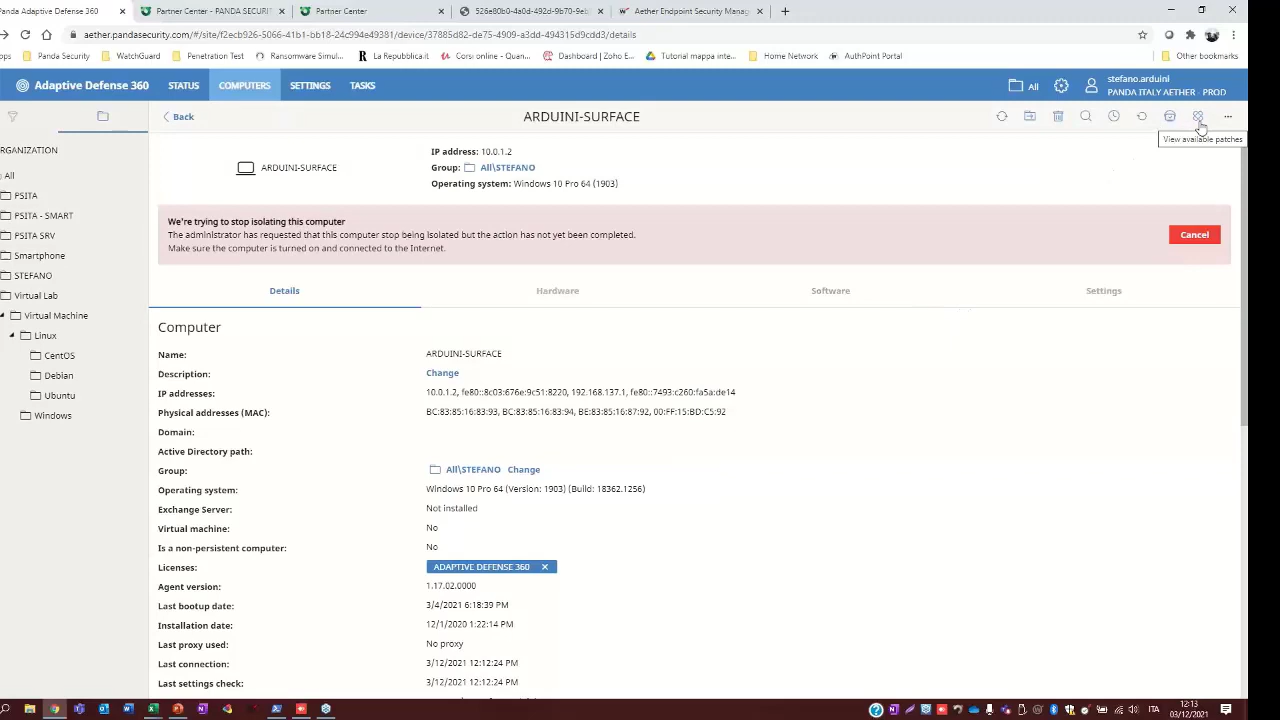 nda Adaptive Defense 360
Partner Center - PANDA SECURIT
Partner Center
526e80b0-4a0d-492d-9b70-9eb
Aether Endpoint Security Manag
aether.pandasecurity.com/#/site/f2ecb926-5066-41b1-bb18-24c994e49381/device/37885d82-de75-4909-a3dd-494315d9cdd3/details
Panda Security
WatchGuard
Penetration Test
Ransomware Simul...
La Repubblica.it
Corsi online - Quan...
Dashboard | Zoho E...
Tutorial mappa inte...
Home Network
AuthPoint Portal
Other bookmarks
Adaptive Defense 360
STATUS
COMPUTERS
SETTINGS
TASKS
All
stefano.arduini
PANDA ITALY AETHER - PROD
Back
ARDUINI-SURFACE
View available patches
RGANIZATION
All
PSITA
PSITA - SMART
PSITA SRV
Smartphone
STEFANO
Virtual Lab
Virtual Machine
Linux
CentOS
Debian
Ubuntu
Windows
ARDUINI-SURFACE
IP address: 10.0.1.2
Group: All\STEFANO
Operating system: Windows 10 Pro 64 (1903)
We're trying to stop isolating this computer
The administrator has requested that this computer stop being isolated but the action has not yet been completed.
Make sure the computer is turned on and connected to the Internet.
Cancel
Details
Hardware
Software
Settings
Computer
Name: ARDUINI-SURFACE
Description: Change
IP addresses: 10.0.1.2, fe80::8c03:676e:9c51:8220, 192.168.137.1, fe80::7493:c260:fa5a:de14
Physical addresses (MAC): BC:83:85:16:83:93, BC:83:85:16:83:94, BE:83:85:16:87:92, 00:FF:15:BD:C5:92
Domain:
Active Directory path:
Group: All\STEFANO Change
Operating system: Windows 10 Pro 64 (Version: 1903) (Build: 18362.1256)
Exchange Server: Not installed
Virtual machine: No
Is a non-persistent computer: No
Licenses: ADAPTIVE DEFENSE 360
Agent version: 1.17.02.0000
Last bootup date: 3/4/2021 6:18:39 PM
Installation date: 12/1/2020 1:22:14 PM
Last proxy used: No proxy
Last connection: 3/12/2021 12:12:24 PM
Last settings check: 3/12/2021 12:12:24 PM
ITA
12:13
03/12/2021